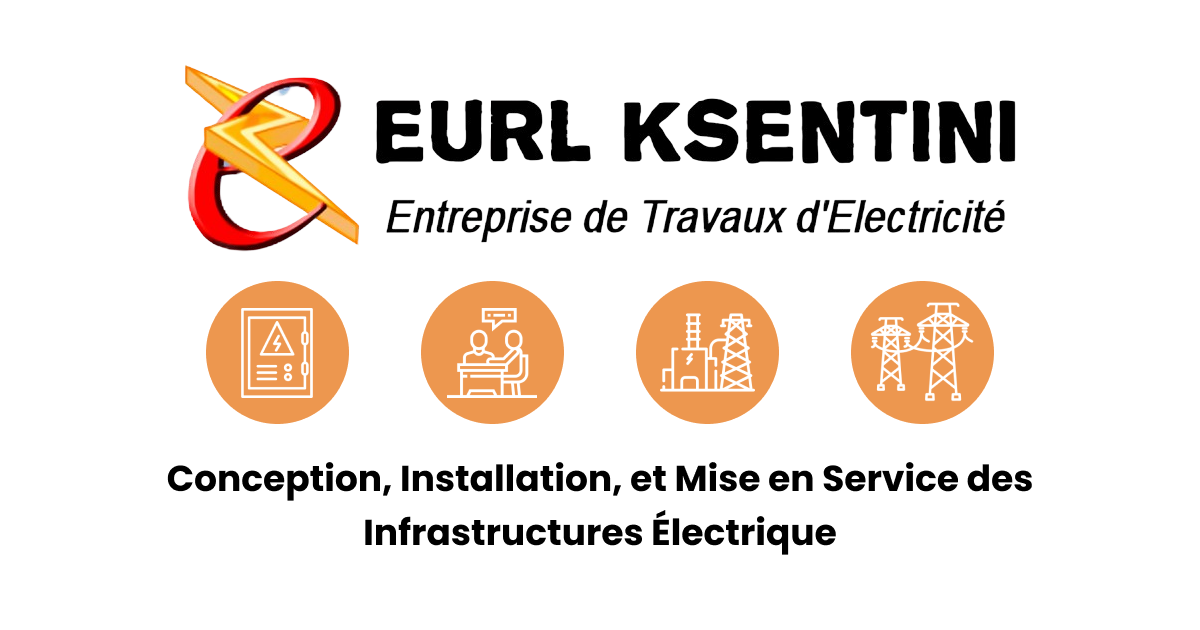 EURL KSENTINI
Entreprise de Travaux d'Electricité
Conception, Installation, et Mise en Service des
Infrastructures Électrique